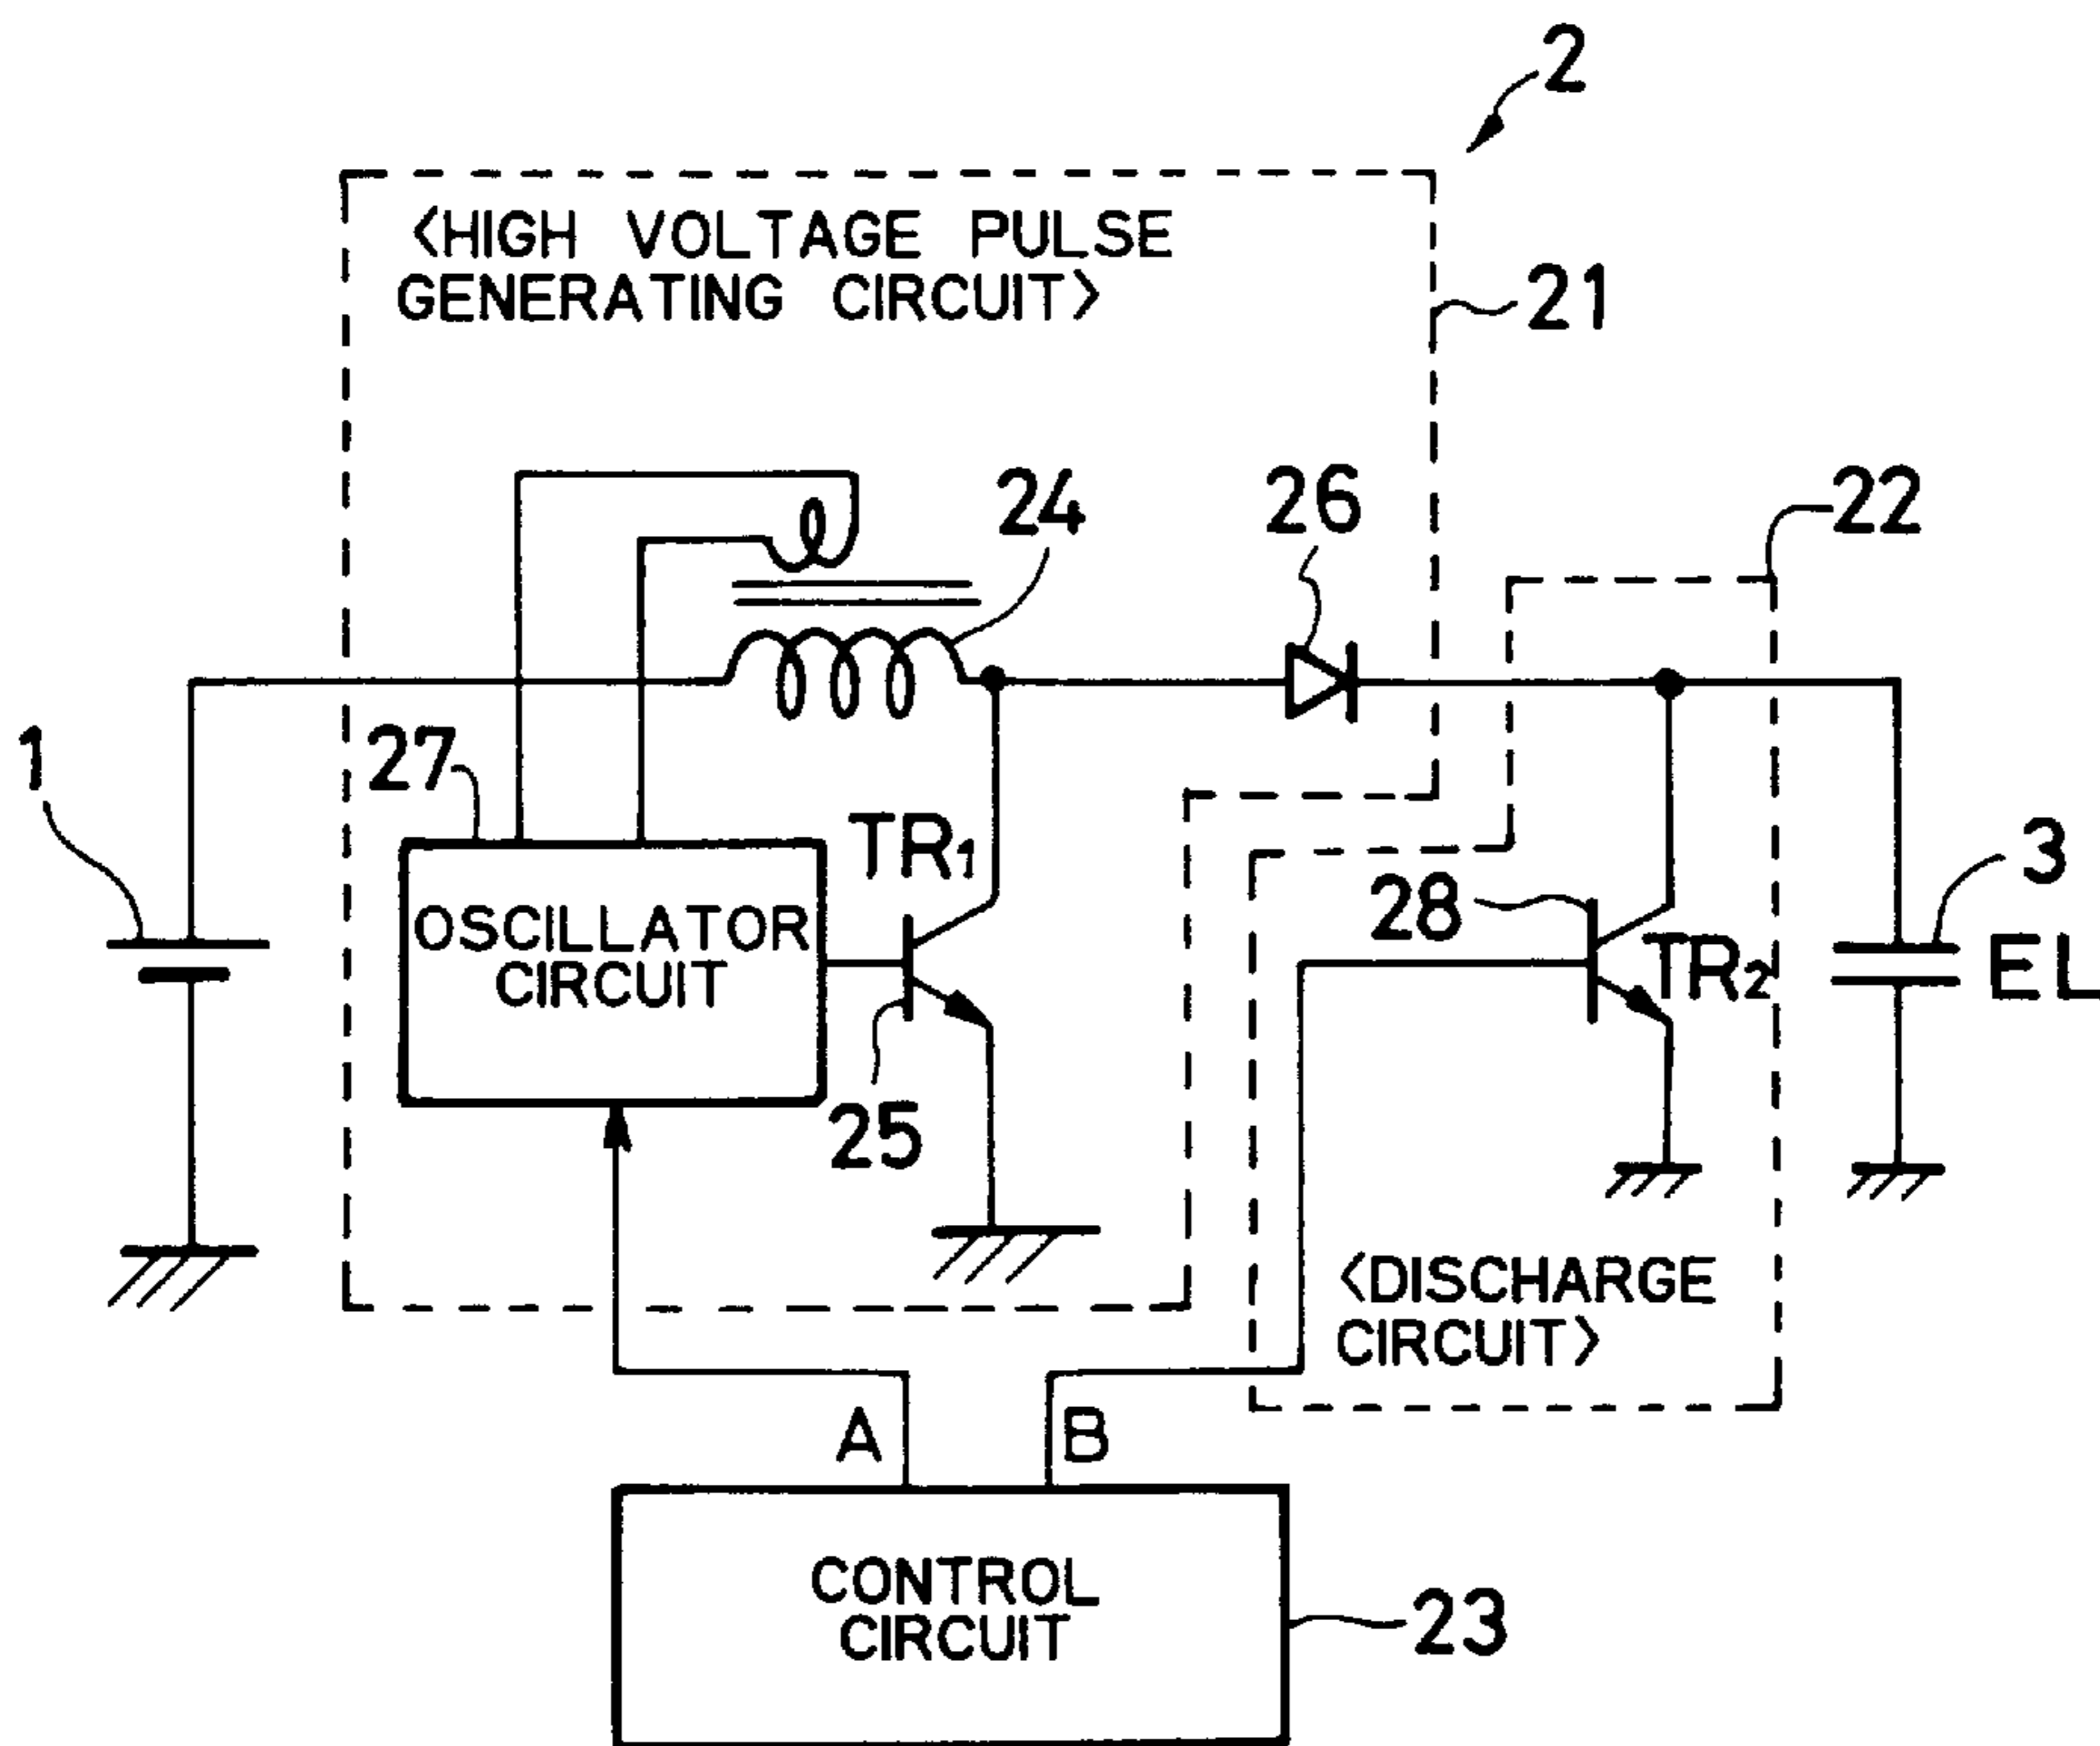 2
<HIGH VOLTAGE PULSE
GENERATING CIRCUIT>
21
24
26
22
1
27
TR1
3
OSCILLATOR
CIRCUIT
28
TR2
EL
25
<DISCHARGE
CIRCUIT>
A
B
CONTROL
CIRCUIT
23